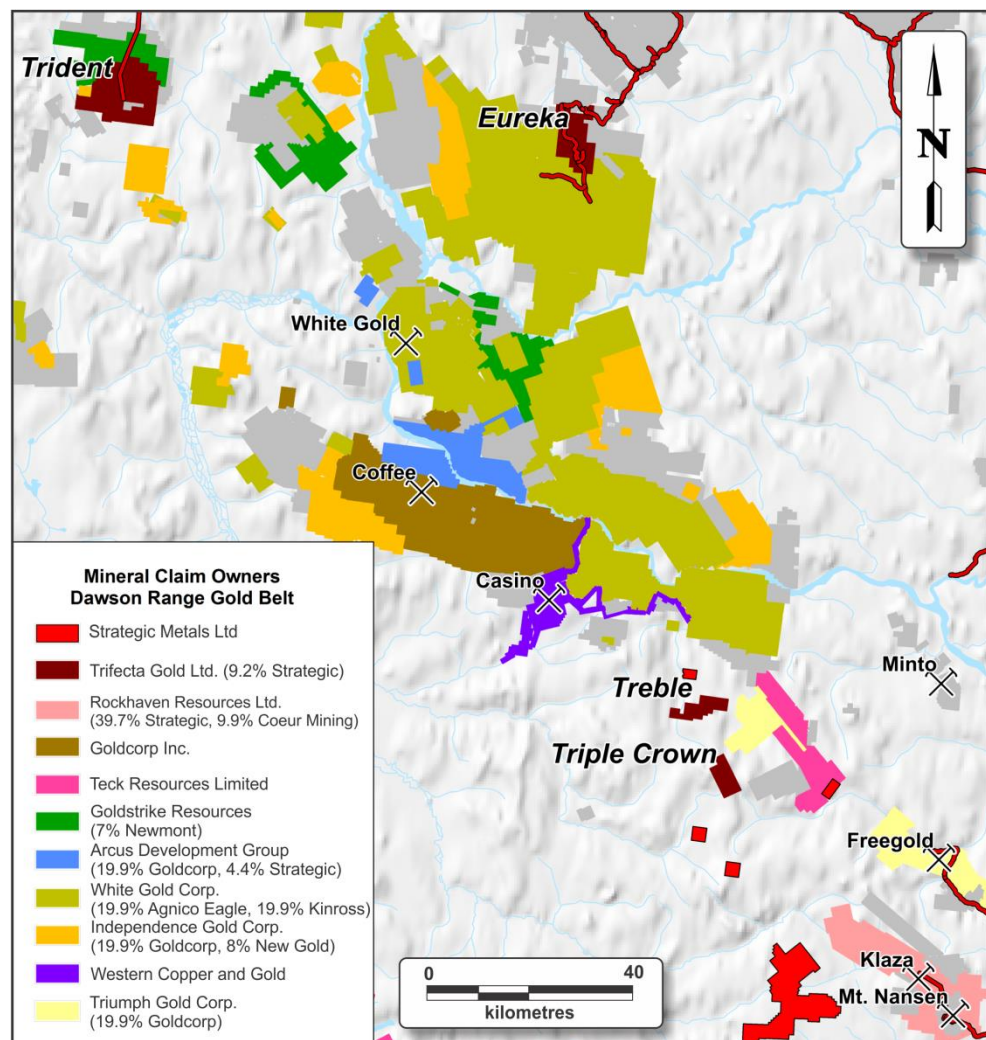 Trident
Eureka
N
White Gold
Coffee
Casino
Minto
Treble
Triple Crown
Freegold
Klaza
Mt. Nansen
Mineral Claim Owners
Dawson Range Gold Belt
Strategic Metals Ltd
Trifecta Gold Ltd. (9.2% Strategic)
Rockhaven Resources Ltd.
(39.7% Strategic, 9.9% Coeur Mining)
Goldcorp Inc.
Teck Resources Limited
Goldstrike Resources
(7% Newmont)
Arcus Development Group
(19.9% Goldcorp, 4.4% Strategic)
White Gold Corp.
(19.9% Agnico Eagle, 19.9% Kinross)
Independence Gold Corp.
(19.9% Goldcorp, 8% New Gold)
Western Copper and Gold
Triumph Gold Corp.
(19.9% Goldcorp)
0 40
kilometres